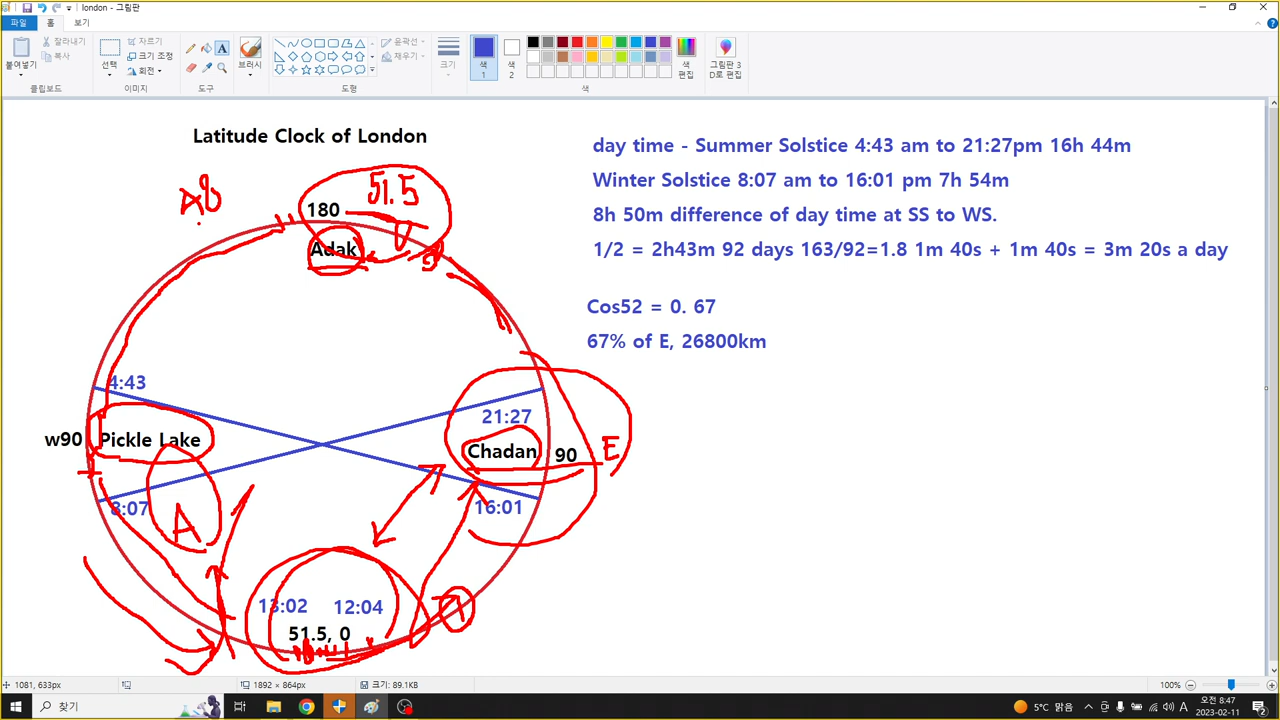 london - 그림판
파일 홈 보기
붙여넣기
잘라내기
복사
클립보드
선택
자르기
크기 조정
회전
이미지
A
도구
브러시
윤곽선
채우기
도형
크기
색 1
색 2
색 편집
색
그림판 3D로 편집
Latitude Clock of London
51.5
180
Adak
4:43
w90 Pickle Lake
8:07
A
21:27
Chadan 90 E
16:01
13:02 12:04
51.5, 0
day time - Summer Solstice 4:43 am to 21:27pm 16h 44m
Winter Solstice 8:07 am to 16:01 pm 7h 54m
8h 50m difference of day time at SS to WS.
1/2 = 2h43m 92 days 163/92=1.8 1m 40s + 1m 40s = 3m 20s a day
Cos52 = 0. 67
67% of E, 26800km
1081, 633px
1892 × 864px
크기: 89.1KB
100%
찾기
5°C 맑음
A
오전 8:47
2023-02-11
2